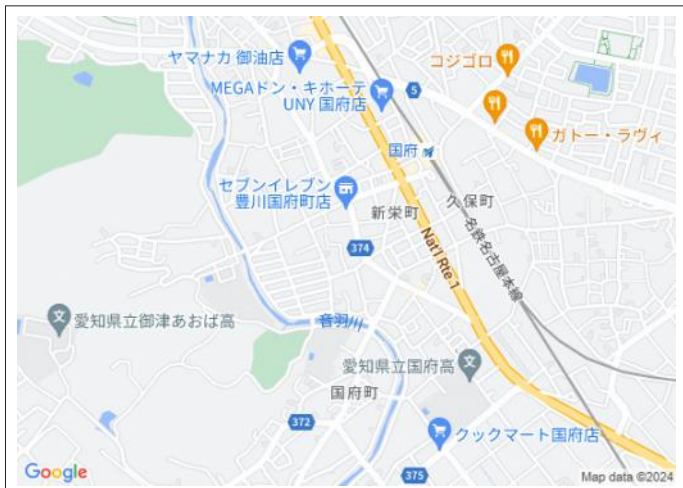 ヤマナカ 御油店
コジゴロ
MEGAドン・キホーテ
UNY 国府店
5
ガトー・ラヴィ
国府
セブンイレブン
豊川国府町店
久保町
新栄町
374
Nat'l Rte 1
名鉄名古屋本線
愛知県立御津あおば高
音羽川
愛知県立国府高
国府町
372
クックマート国府店
375
Google
Map data ©2024